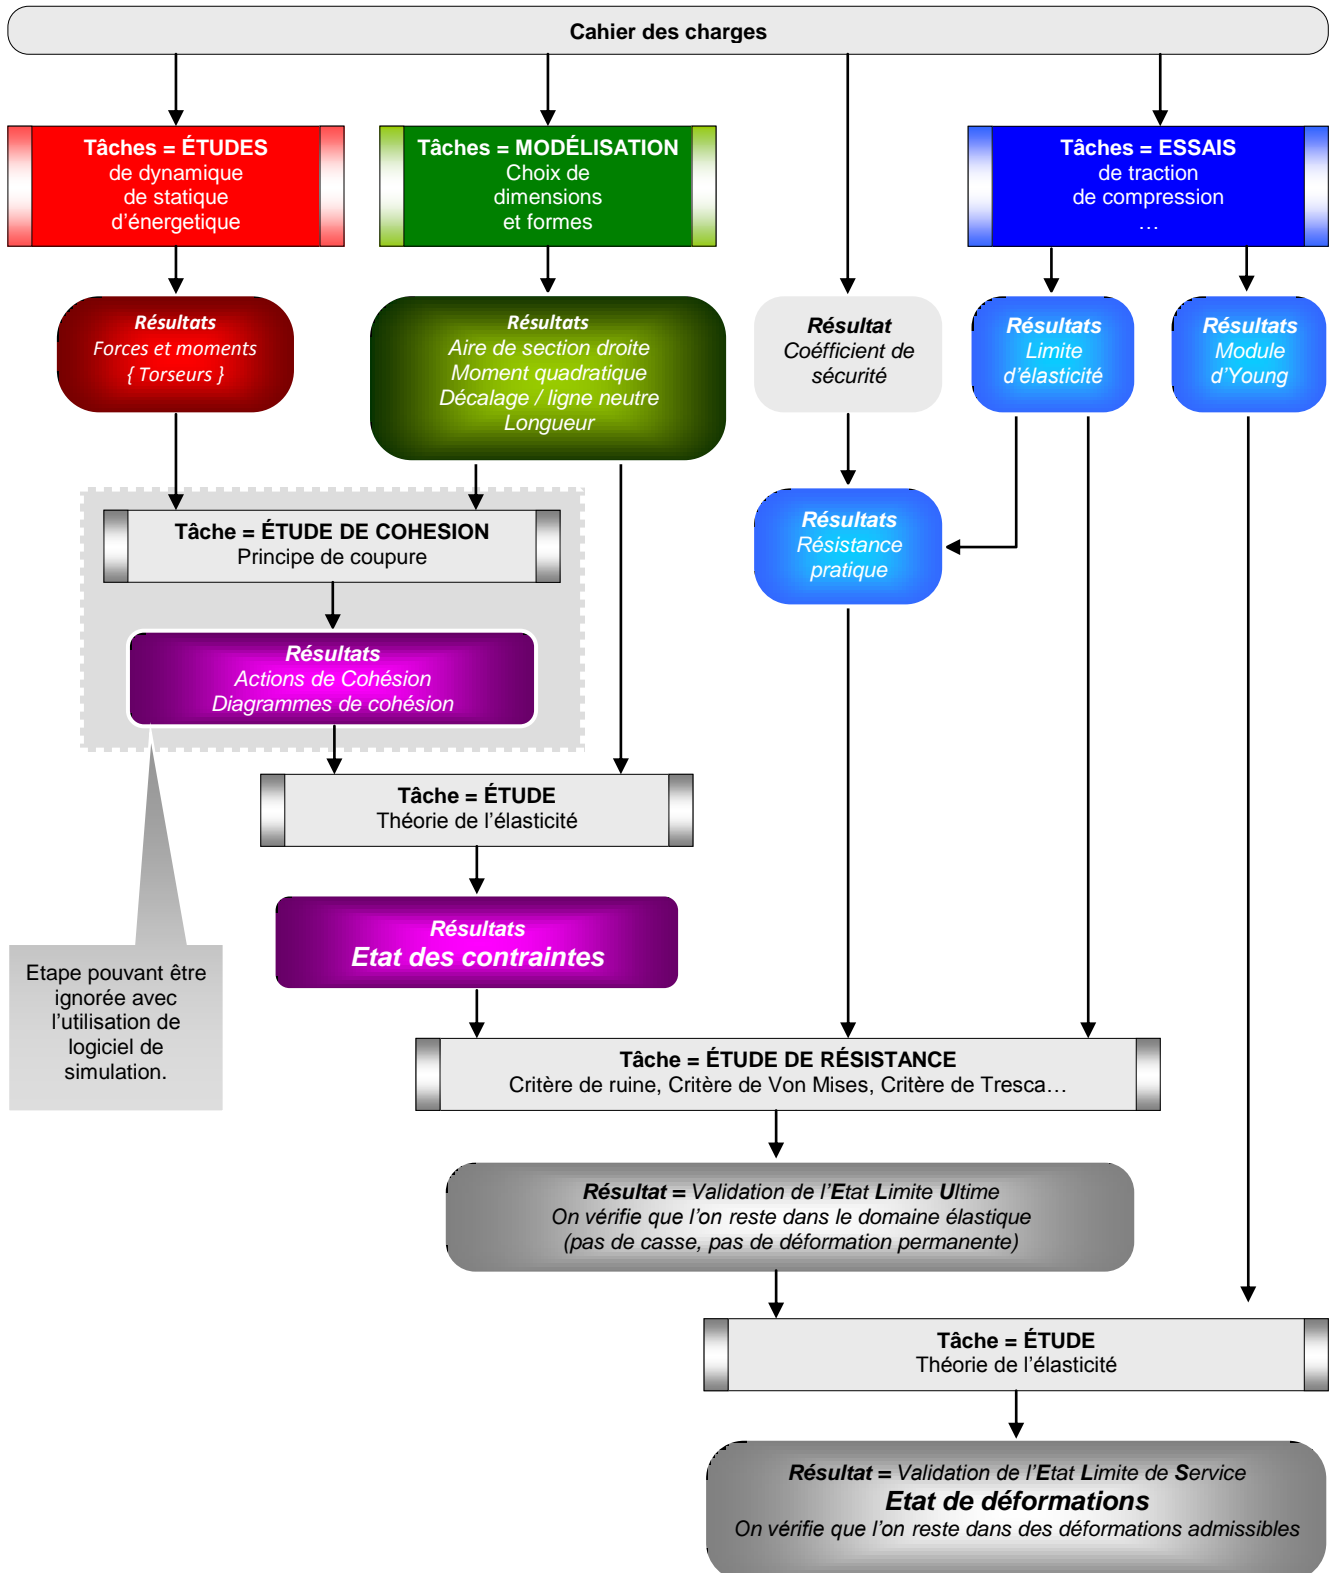 Cahier des charges
Tâches = ÉTUDES
de dynamique
de statique
d'énergetique
Tâches = MODÉLISATION
Choix de
dimensions
et formes
Tâches = ESSAIS
de traction
de compression
…
Résultats
Forces et moments
{ Torseurs }
Résultats
Aire de section droite
Moment quadratique
Décalage / ligne neutre
Longueur
Résultat
Coéfficient de
sécurité
Résultats
Limite
d'élasticité
Résultats
Module
d'Young
Tâche = ÉTUDE DE COHESION
Principe de coupure
Résultats
Résistance
pratique
Résultats
Actions de Cohésion
Diagrammes de cohésion
Tâche = ÉTUDE
Théorie de l'élasticité
Résultats
Etat des contraintes
Etape pouvant être
ignorée avec
l'utilisation de
logiciel de
simulation.
Tâche = ÉTUDE DE RÉSISTANCE
Critère de ruine, Critère de Von Mises, Critère de Tresca…
Résultat = Validation de l'Etat Limite Ultime
On vérifie que l'on reste dans le domaine élastique
(pas de casse, pas de déformation permanente)
Tâche = ÉTUDE
Théorie de l'élasticité
Résultat = Validation de l'Etat Limite de Service
Etat de déformations
On vérifie que l'on reste dans des déformations admissibles